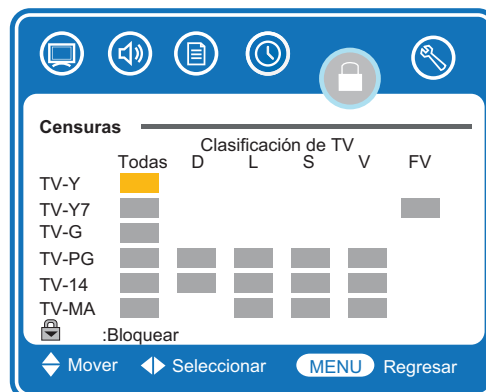 Censuras
Clasificación de TV
Todas D L S V FV
TV-Y
TV-Y7
TV-G
TV-PG
TV-14
TV-MA
:Bloquear
Mover Seleccionar MENU Regresar